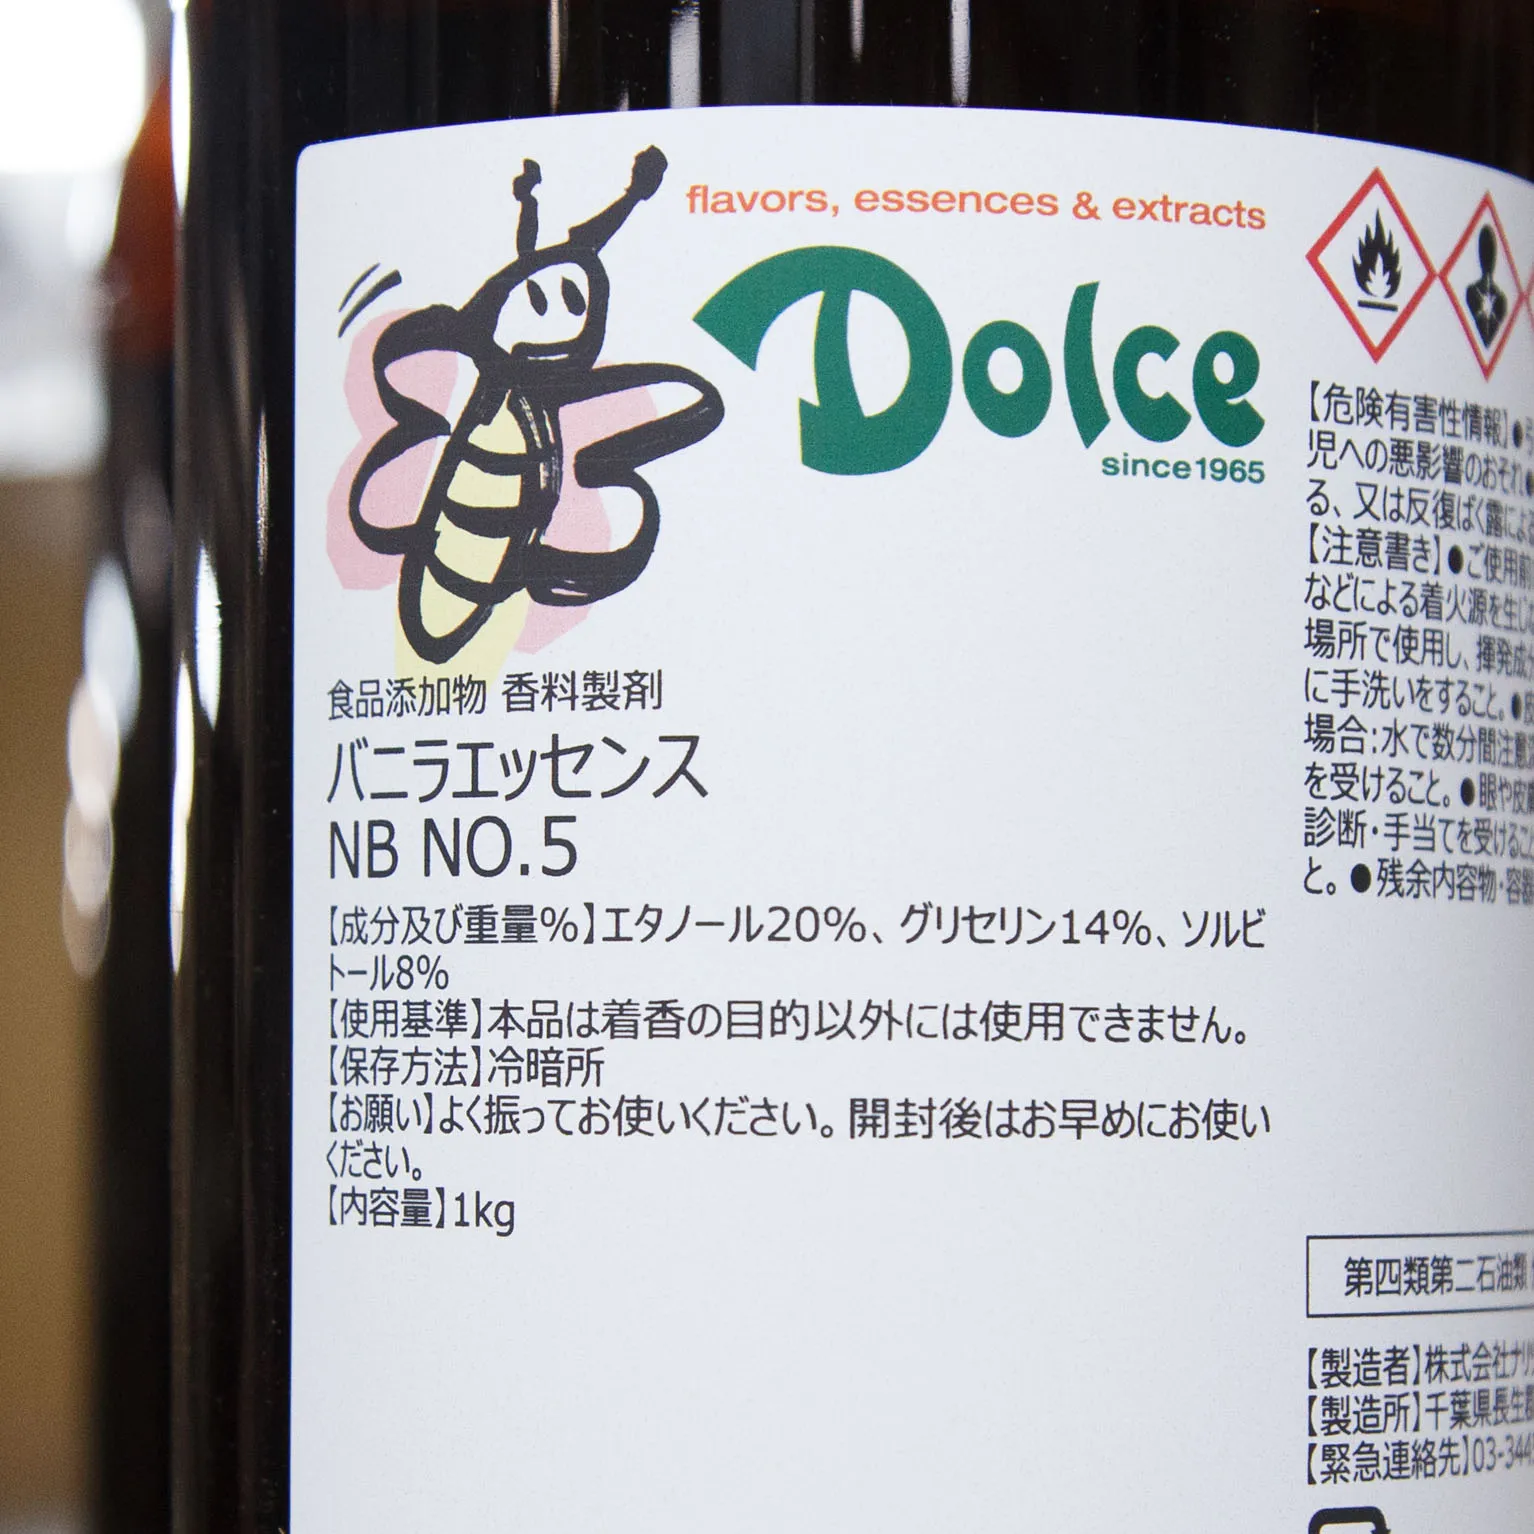 flavors, essences & extracts
Dolce
since1965
食品添加物 香料製剤
バニラエッセンス
NB NO.5
【成分及び重量%】エタノール20%、グリセリン14%、ソルビ
トール8%
【使用基準】本品は着香の目的以外には使用できません。
【保存方法】冷暗所
【お願い】よく振ってお使いください。開封後はお早めにお使い
ください。
【内容量】1kg
【危険有害性情報】●
児への悪影響のおそれ●
る、又は反復ばく露による
【注意書き】●ご使用前
などによる着火源を生じ
場所で使用し、揮発成分
に手洗いをすること。●
場合:水で数分間注意
を受けること。●眼や皮膚
診断・手当てを受けること
と。●残余内容物・容器
第四類第二石油類
【製造者】株式会社ナリ
【製造所】千葉県長生郡
【緊急連絡先】03-344